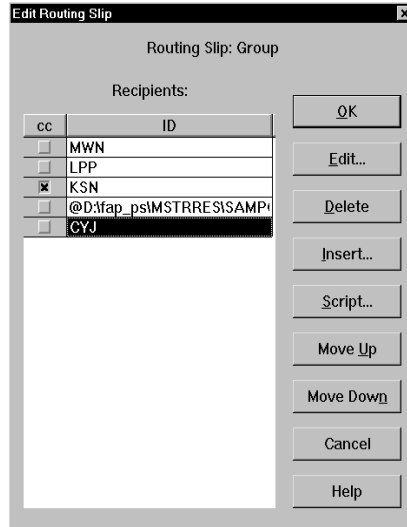 Edit Routing Slip
Routing Slip: Group
Recipients:
cc ID
MWN
LPP
KSN
@D:\fap_ps\MSTRRES\SAMP
CYJ
OK
Edit...
Delete
Insert...
Script...
Move Up
Move Down
Cancel
Help